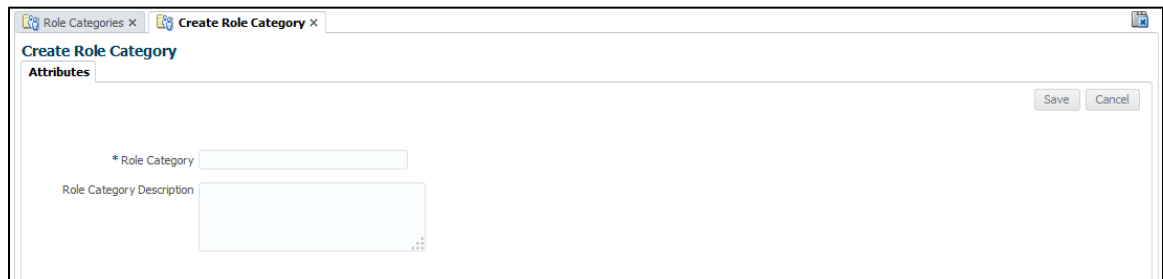 Role Categories × Create Role Category ×
Create Role Category
Attributes
Save Cancel
* Role Category
Role Category Description